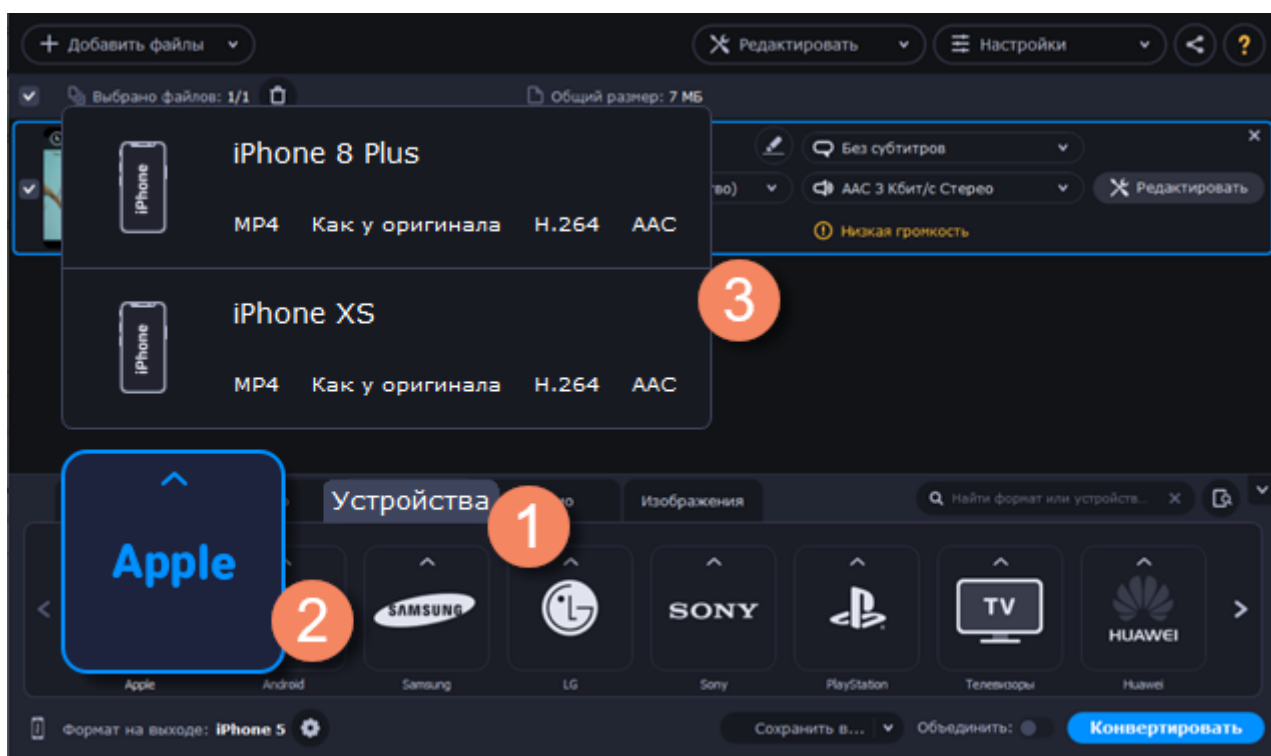 Добавить файлы
Редактировать
Настройки
?
Выбрано файлов: 1/1
Общий размер: 7 МБ
iPhone
iPhone 8 Plus
MP4 Как у оригинала H.264 AAC
Без субтитров
тво)
AAC 3 Кбит/с Стерео
Редактировать
Низкая громкость
3
iPhone
iPhone XS
MP4 Как у оригинала H.264 AAC
Устройства
1
Изображения
Найти формат или устройств...
Apple
2
SAMSUNG
LG
SONY
TV
HUAWEI
Apple
Android
Samsung
LG
Sony
PlayStation
Телевизоры
Huawei
Формат на выходе: iPhone 5
Сохранить в...
Объединить:
Конвертировать